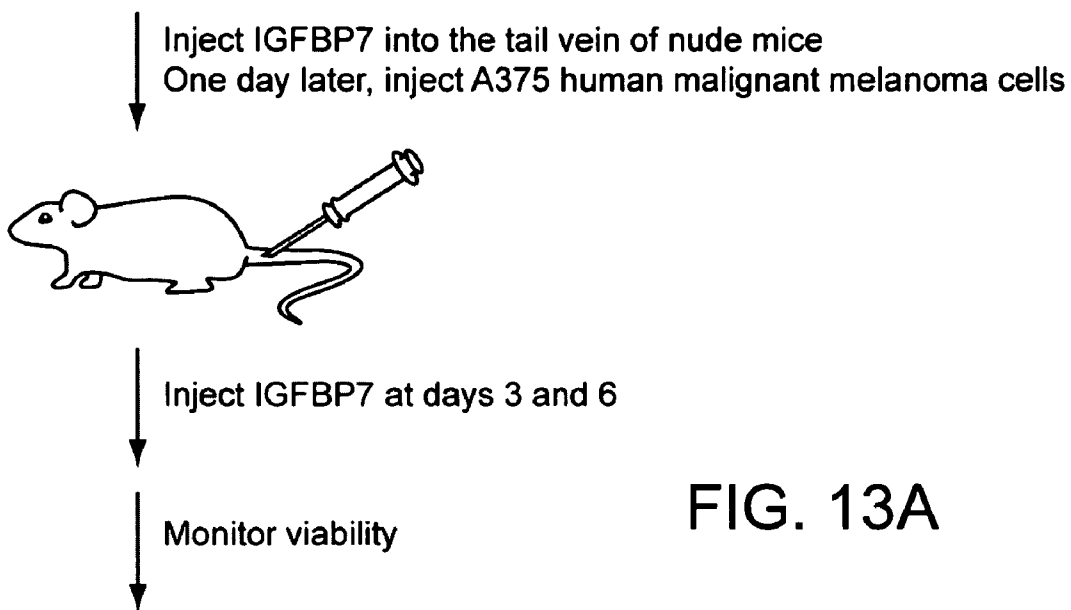 Inject IGFBP7 into the tail vein of nude mice
One day later, inject A375 human malignant melanoma cells
Inject IGFBP7 at days 3 and 6
Monitor viability
FIG. 13A